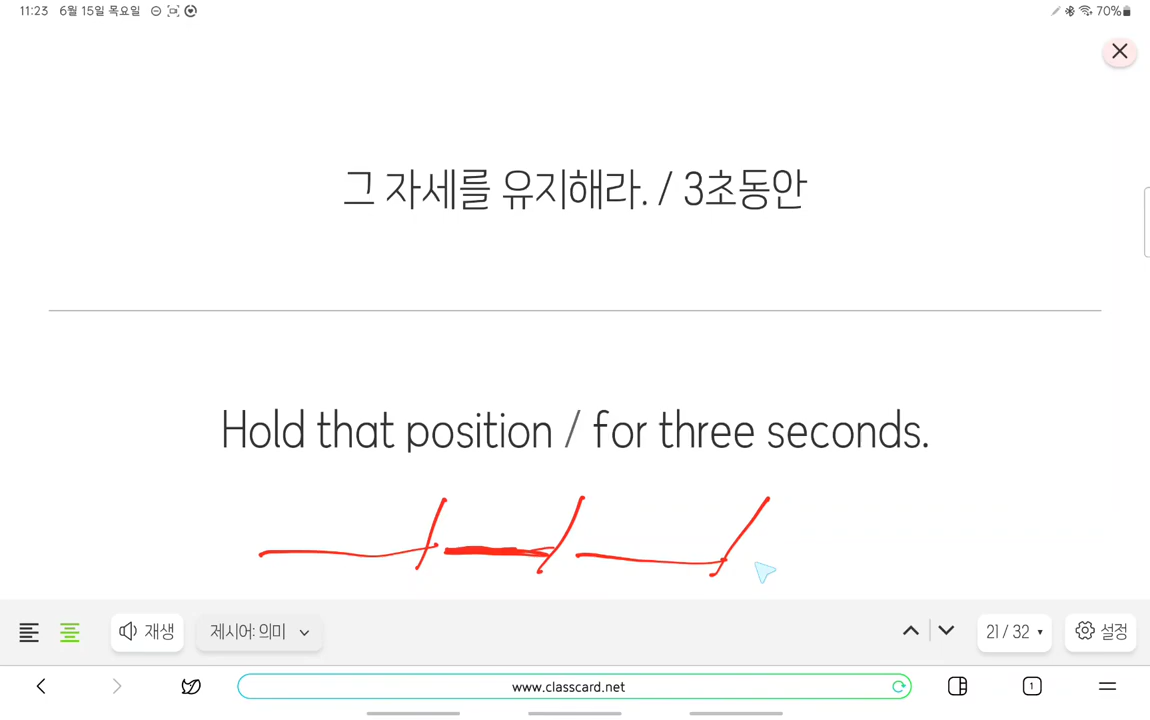 11:23 6월 15일 목요일 70%
그 자세를 유지해라. / 3초동안
Hold that position / for three seconds.
재생 제시어: 의미 21 / 32 설정
www.classcard.net 1